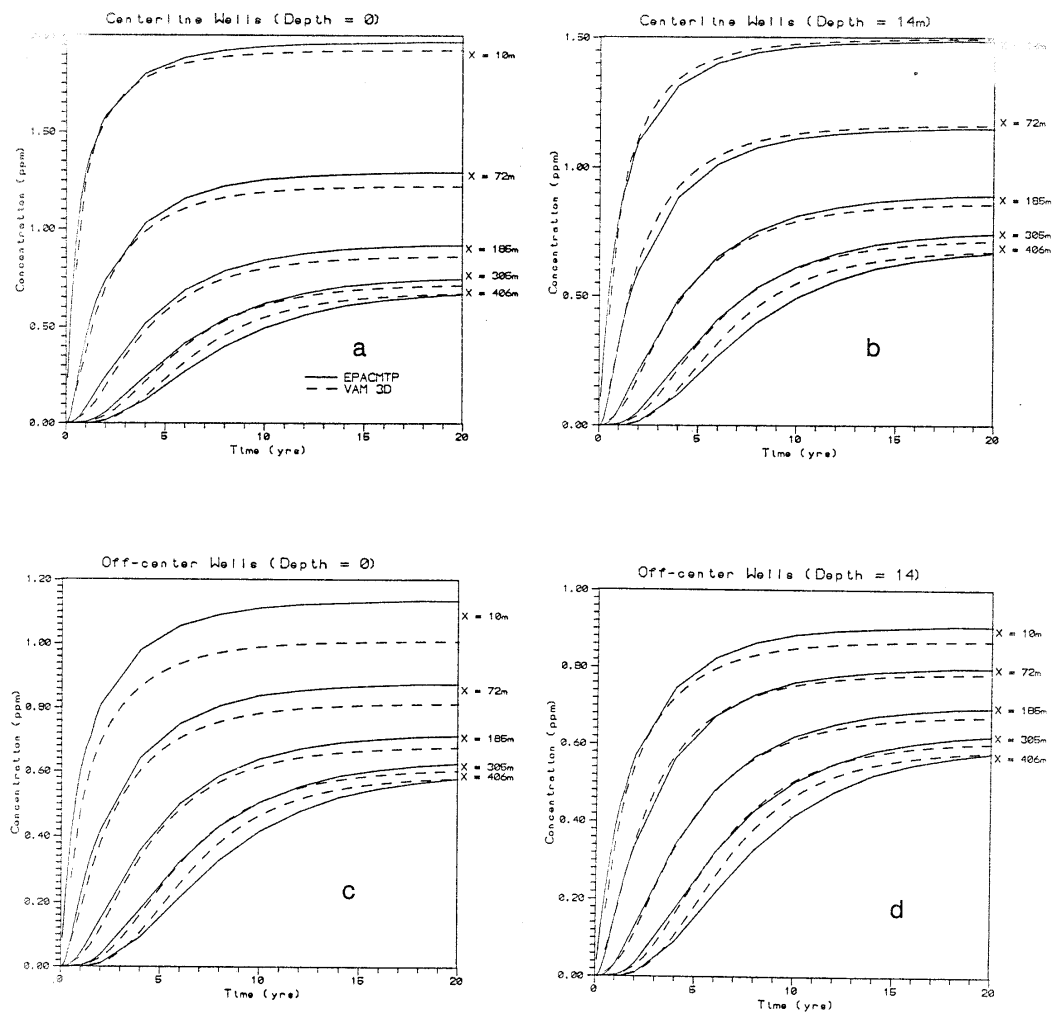 Centerline Wells (Depth = 0)
Concentration (ppm)
1.50
1.00
0.50
0.00
0
5
10
15
20
Time (yrs)
X = 10m
X = 72m
X = 185m
X = 305m
X = 406m
a
EPACMTP
VAM 3D
Centerline Wells (Depth = 14m)
Concentration (ppm)
1.50
1.00
0.50
0.00
0
5
10
15
20
Time (yrs)
X = 72m
X = 185m
X = 305m
X = 406m
b
Off-center Wells (Depth = 0)
Concentration (ppm)
1.20
1.00
0.80
0.60
0.40
0.20
0.00
.0
5
10
15
20
Time (yrs)
X = 10m
X = 72m
X = 185m
X = 305m
X = 406m
c
Off-center Wells (Depth = 14)
Concentration (ppm)
1.00
0.80
0.60
0.40
0.20
0.00
0
5
10
15
20
Time (yrs)
X = 10m
X = 72m
X = 185m
X = 305m
X = 406m
d